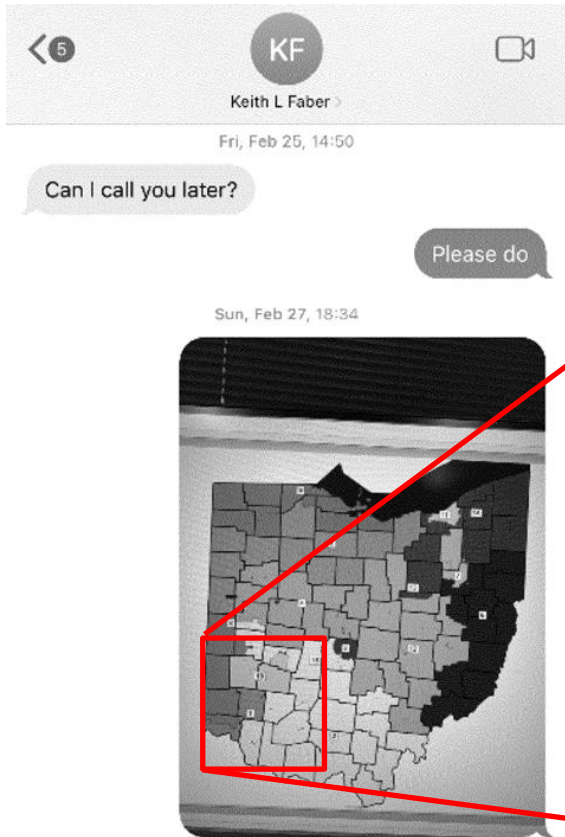 5
KF
Keith L Faber
Fri, Feb 25, 14:50
Can I call you later?
Please do
Sun, Feb 27, 18:34